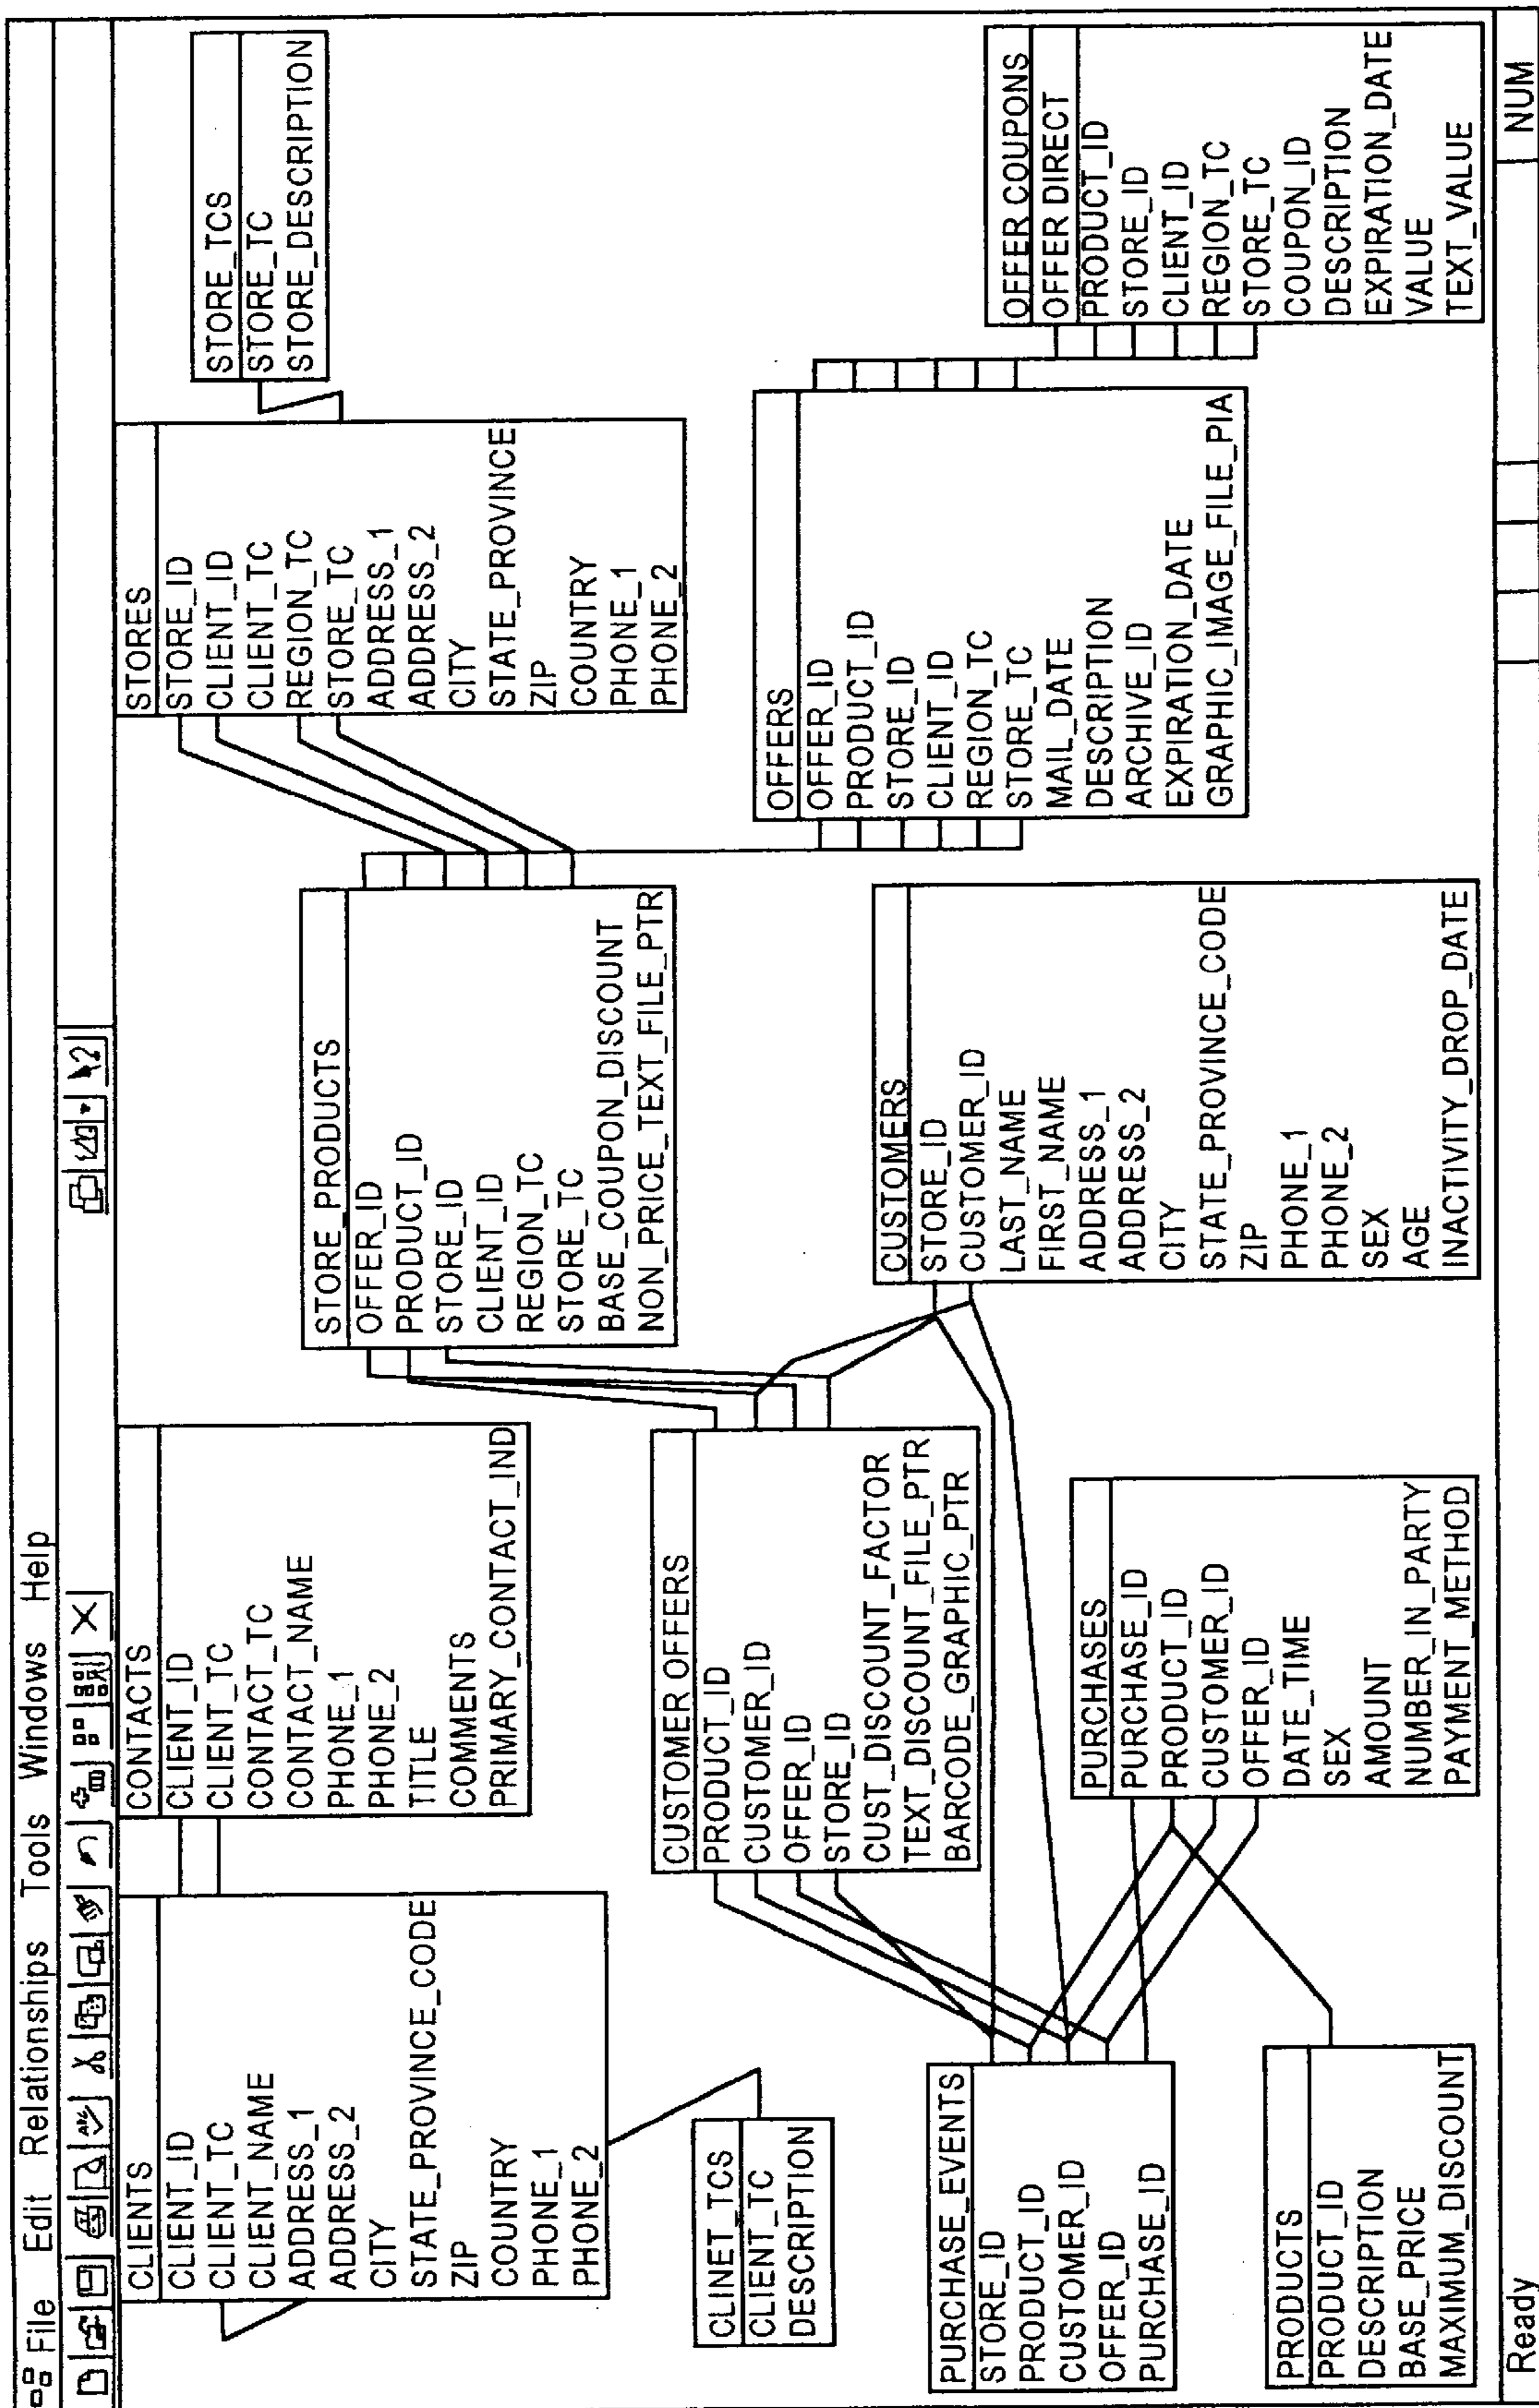 File Edit Relationships Tools Windows Help
CLIENTS
CLIENT_ID
CLIENT_TC
CLIENT_NAME
ADDRESS_1
ADDRESS_2
CITY
STATE_PROVINCE_CODE
ZIP
COUNTRY
PHONE_1
PHONE_2
CONTACTS
CLIENT_ID
CLIENT_TC
CONTACT_TC
CONTACT_NAME
PHONE_1
PHONE_2
TITLE
COMMENTS
PRIMARY_CONTACT_IND
STORE_PRODUCTS
OFFER_ID
PRODUCT_ID
STORE_ID
CLIENT_ID
REGION_TC
STORE_TC
BASE_COUPON_DISCOUNT
NON_PRICE_TEXT_FILE_PTR
STORES
STORE_ID
CLIENT_ID
CLIENT_TC
REGION_TC
STORE_TC
ADDRESS_1
ADDRESS_2
CITY
STATE_PROVINCE
ZIP
COUNTRY
PHONE_1
PHONE_2
STORE_TCS
STORE_TC
STORE_DESCRIPTION
CLINET_TCS
CLIENT_TC
DESCRIPTION
CUSTOMER OFFERS
PRODUCT_ID
CUSTOMER_ID
OFFER_ID
STORE_ID
CUST_DISCOUNT_FACTOR
TEXT_DISCOUNT_FILE_PTR
BARCODE_GRAPHIC_PTR
OFFERS
OFFER_ID
PRODUCT_ID
STORE_ID
CLIENT_ID
REGION_TC
STORE_TC
MAIL_DATE
DESCRIPTION
ARCHIVE_ID
EXPIRATION_DATE
GRAPHIC_IMAGE_FILE_PIA
OFFER COUPONS
OFFER DIRECT
PRODUCT_ID
STORE_ID
CLIENT_ID
REGION_TC
STORE_TC
COUPON_ID
DESCRIPTION
EXPIRATION_DATE
VALUE
TEXT_VALUE
PURCHASE_EVENTS
STORE_ID
PRODUCT_ID
CUSTOMER_ID
OFFER_ID
PURCHASE_ID
PURCHASES
PURCHASE_ID
PRODUCT_ID
CUSTOMER_ID
OFFER_ID
DATE_TIME
SEX
AMOUNT
NUMBER_IN_PARTY
PAYMENT_METHOD
CUSTOMERS
STORE_ID
CUSTOMER_ID
LAST_NAME
FIRST_NAME
ADDRESS_1
ADDRESS_2
CITY
STATE_PROVINCE_CODE
ZIP
PHONE_1
PHONE_2
SEX
AGE
INACTIVITY_DROP_DATE
PRODUCTS
PRODUCT_ID
DESCRIPTION
BASE_PRICE
MAXIMUM_DISCOUNT
Ready
NUM